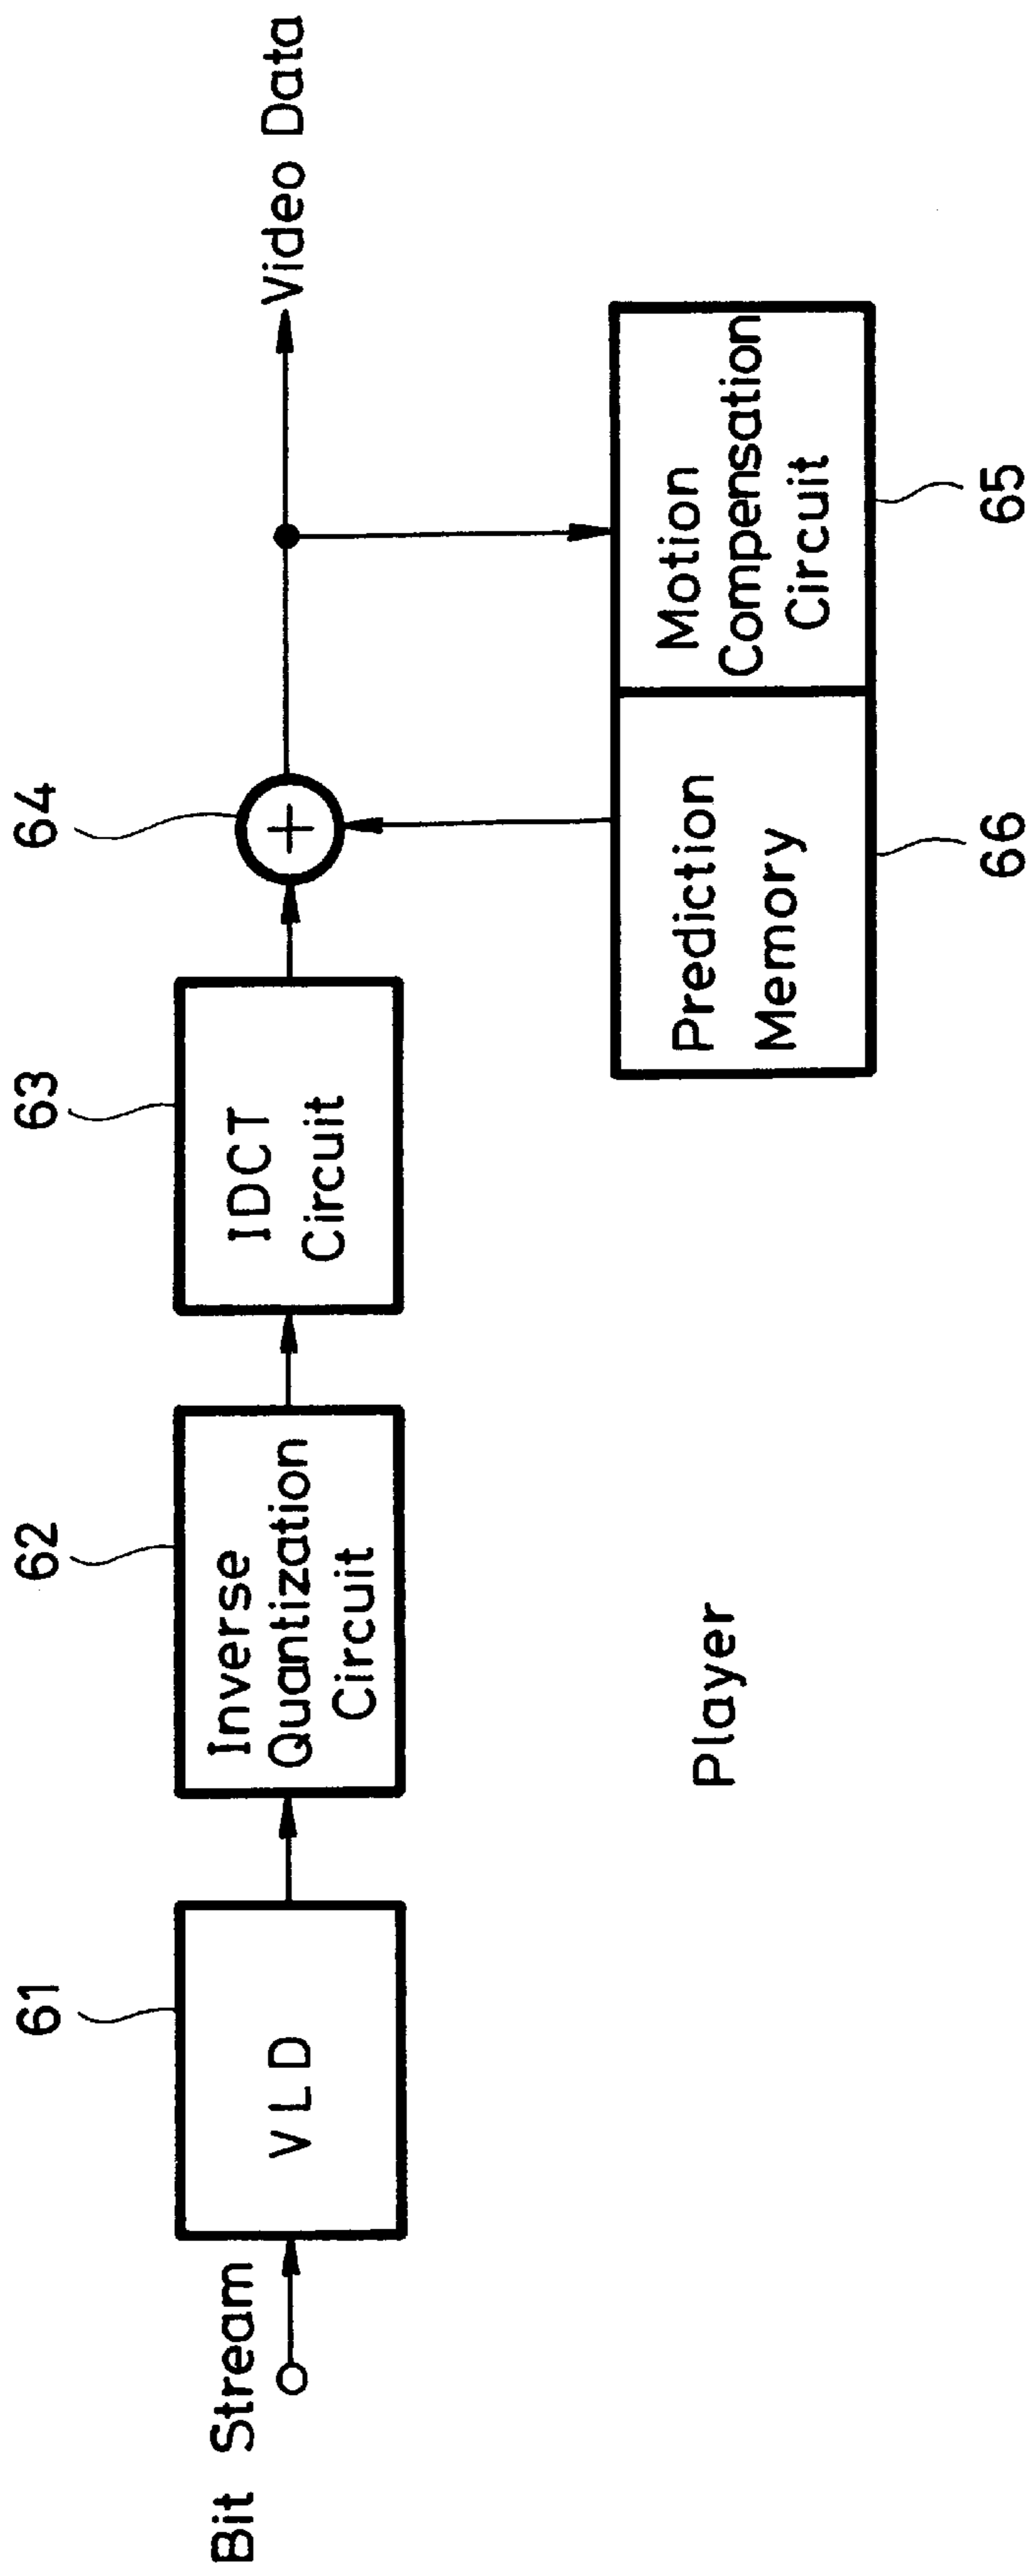 61
62
63
64
Bit Stream
VLD
Inverse
Quantization
Circuit
IDCT
Circuit
+
Video Data
Prediction
Memory
Motion
Compensation
Circuit
66
65
Player